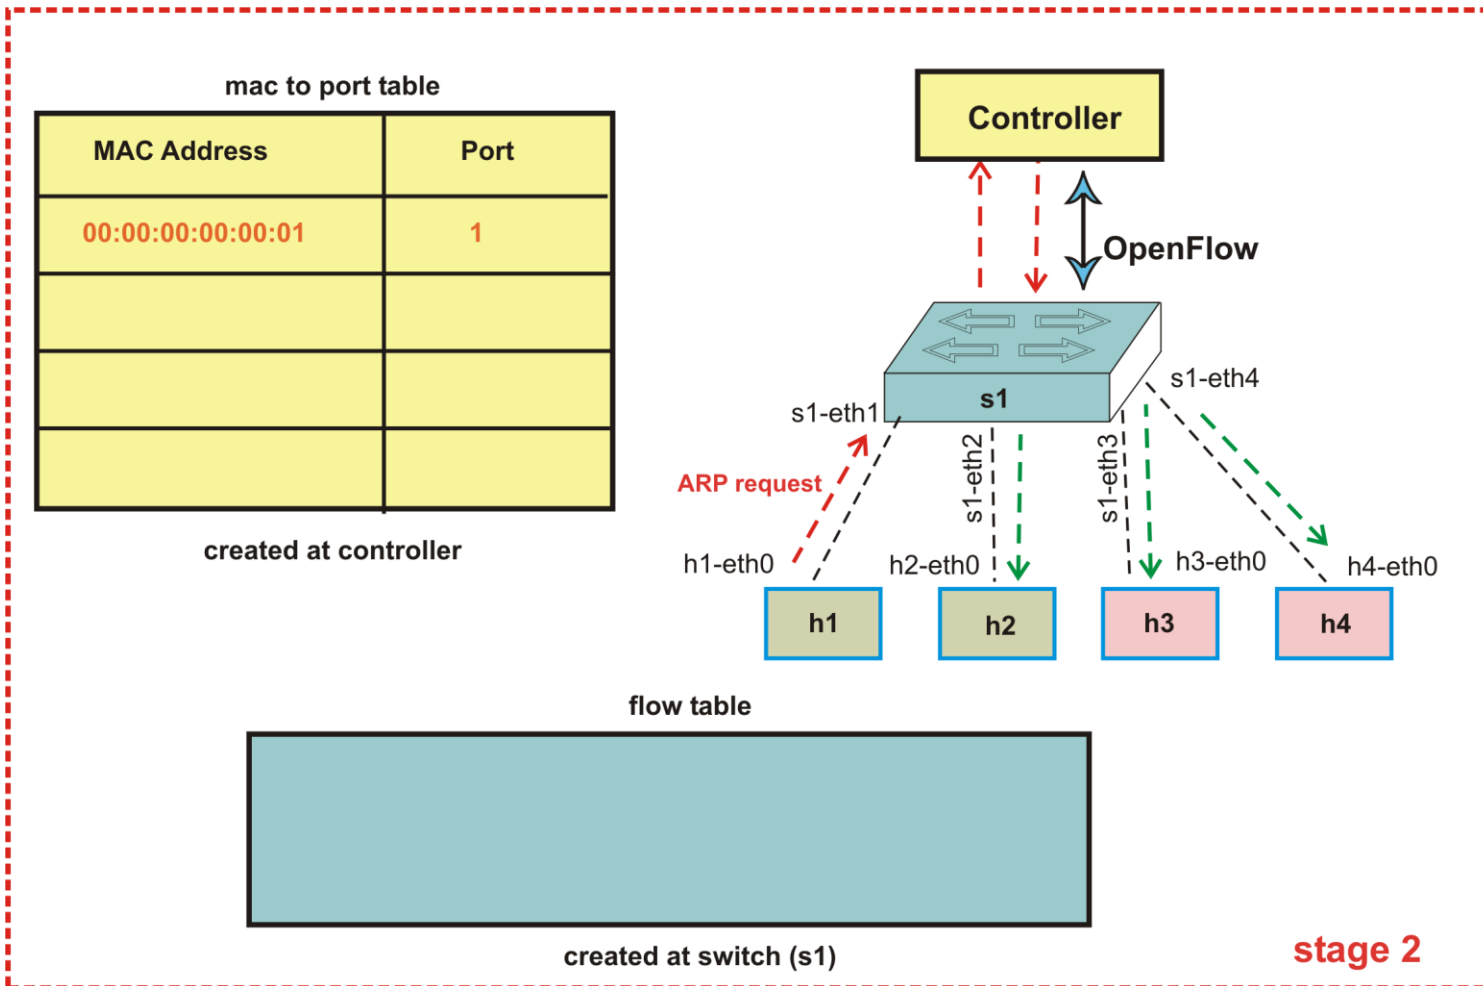 mac to port table
MAC Address Port
00:00:00:00:00:01 1
created at controller
Controller
OpenFlow
s1
s1-eth1
s1-eth2
s1-eth3
s1-eth4
ARP request
h1-eth0
h2-eth0
h3-eth0
h4-eth0
h1
h2
h3
h4
flow table
created at switch (s1)
stage 2